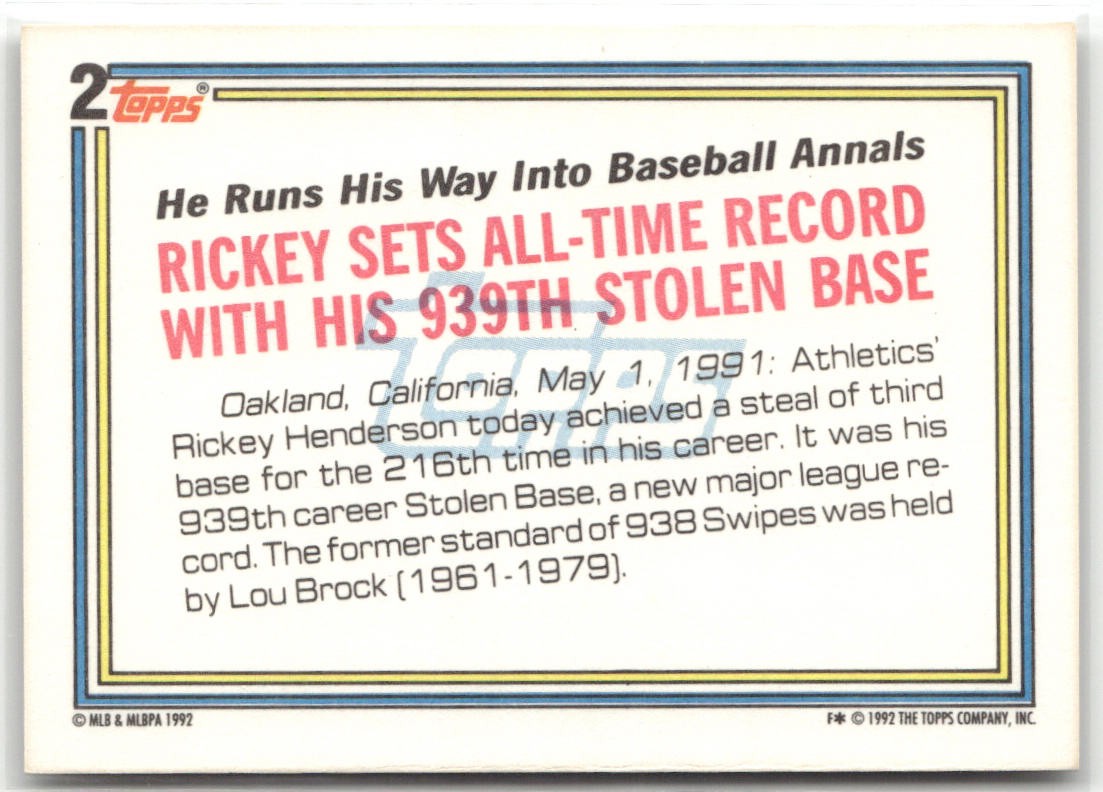 2 Topps®
He Runs His Way Into Baseball Annals
RICKEY SETS ALL-TIME RECORD
WITH HIS 939TH STOLEN BASE
Topps
Oakland, California, May 1, 1991: Athletics'
Rickey Henderson today achieved a steal of third
base for the 216th time in his career. It was his
939th career Stolen Base, a new major league re-
cord. The former standard of 938 Swipes was held
by Lou Brock (1961-1979).
© MLB & MLBPA 1992
F* © 1992 THE TOPPS COMPANY, INC.